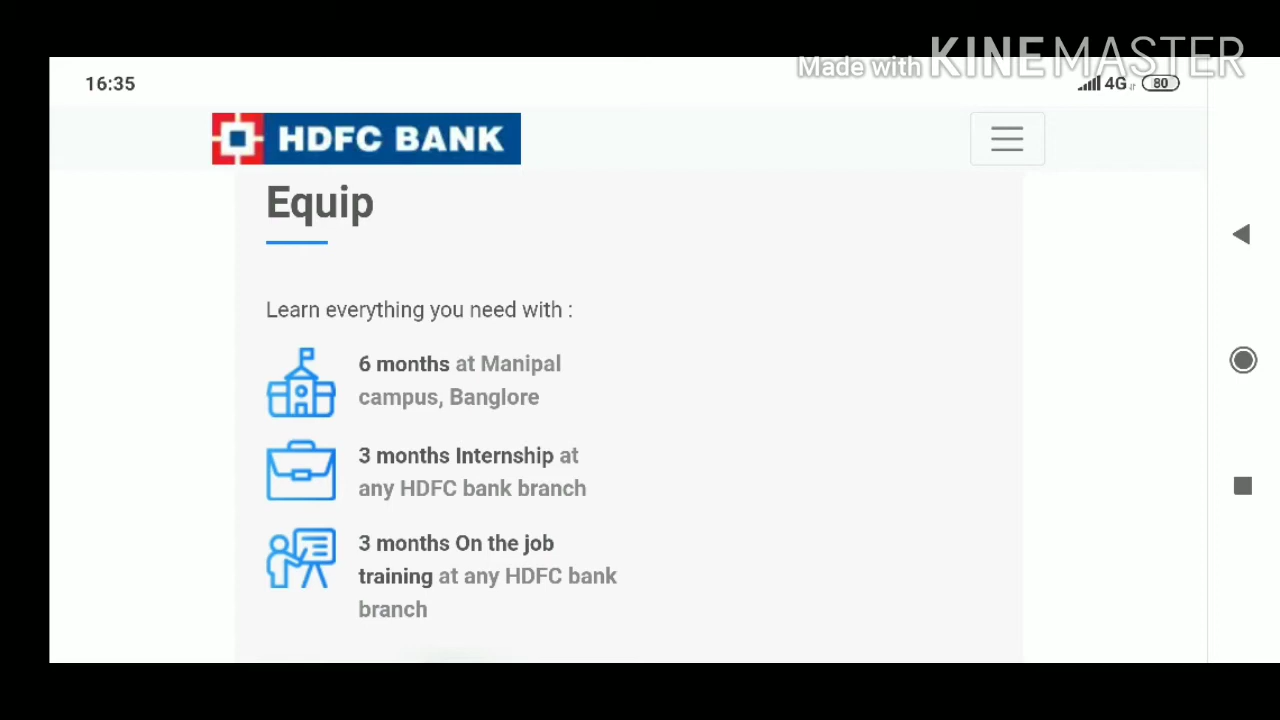 Made with KINEMASTER
16:35
4G 80
HDFC BANK
Equip
Learn everything you need with :
6 months at Manipal
campus, Banglore
3 months Internship at
any HDFC bank branch
3 months On the job
training at any HDFC bank
branch